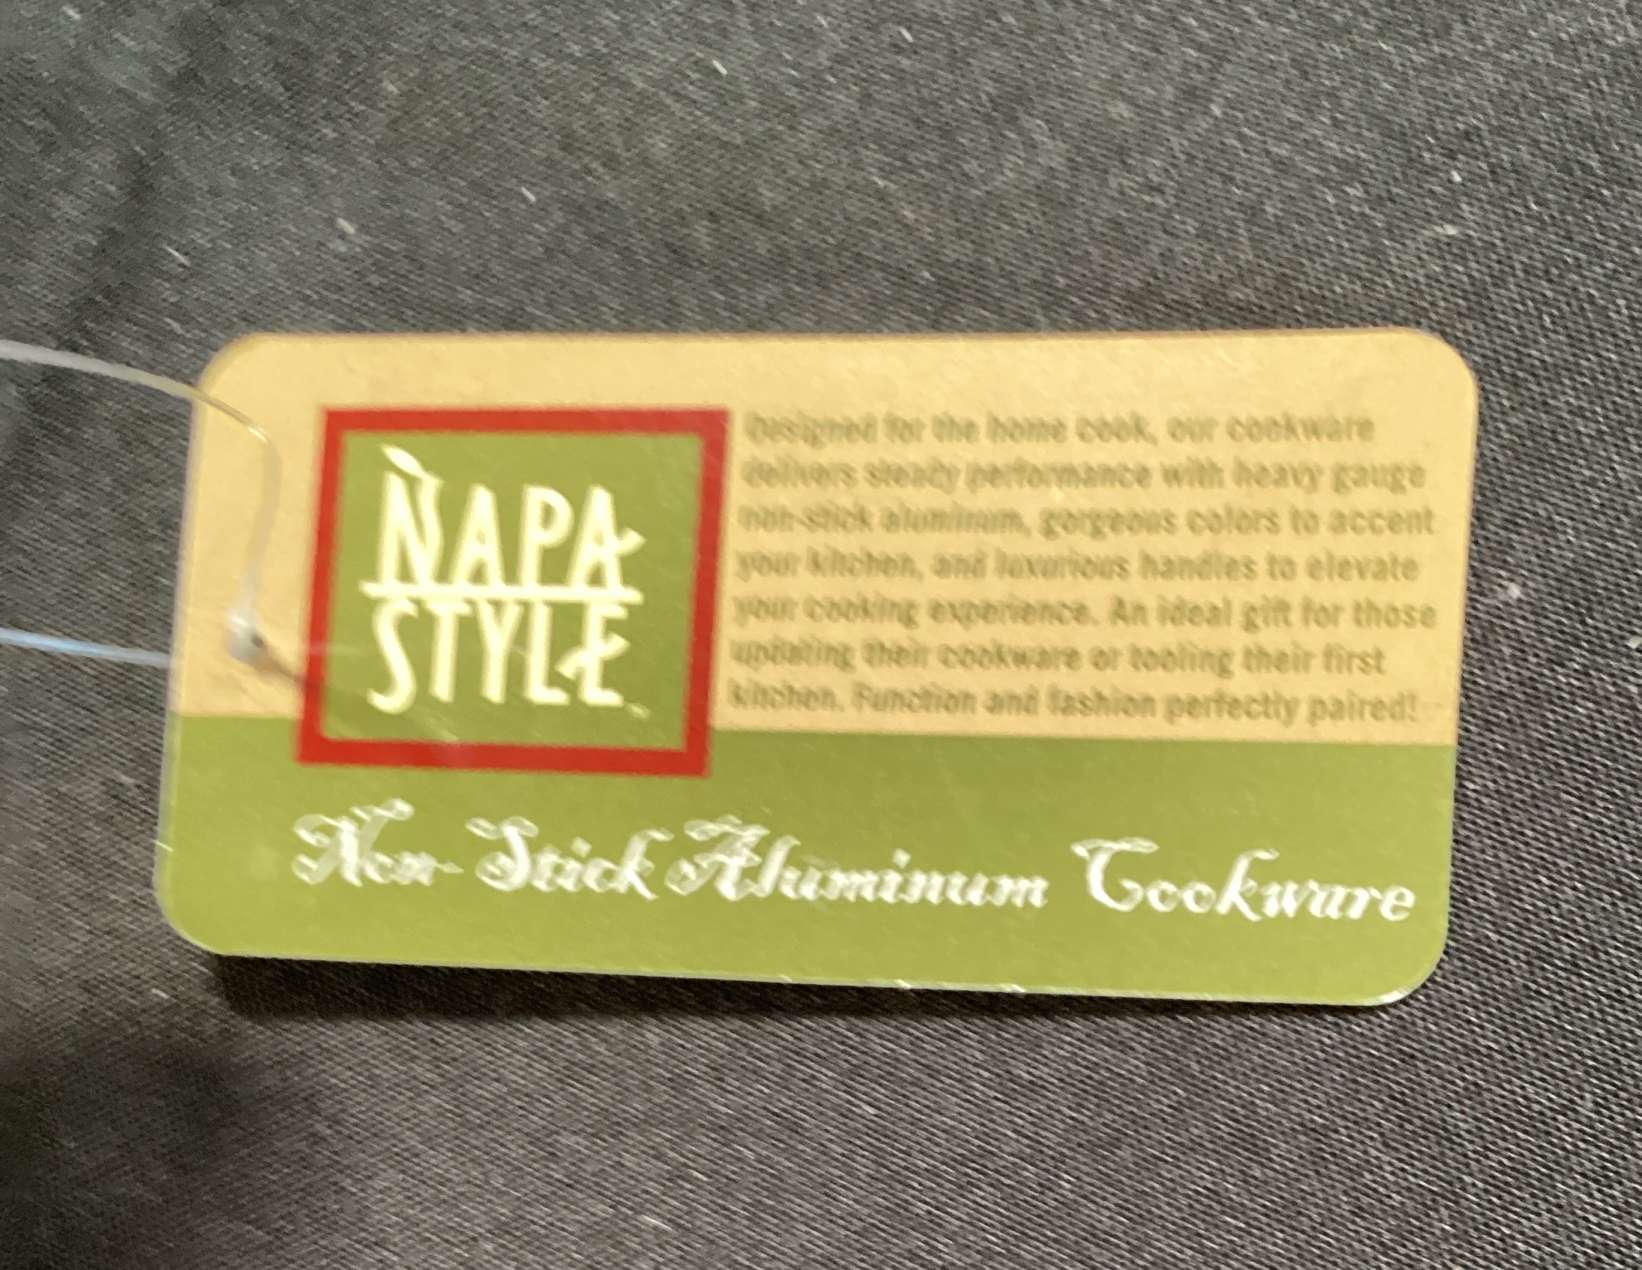 NAPA
STYLE
Designed for the home cook, our cookware
delivers steady performance with heavy gauge
non-stick aluminum, gorgeous colors to accent
your kitchen, and luxurious handles to elevate
your cooking experience. An ideal gift for those
updating their cookware or tooling their first
kitchen. Function and fashion perfectly paired!
Non-Stick Aluminum Cookware